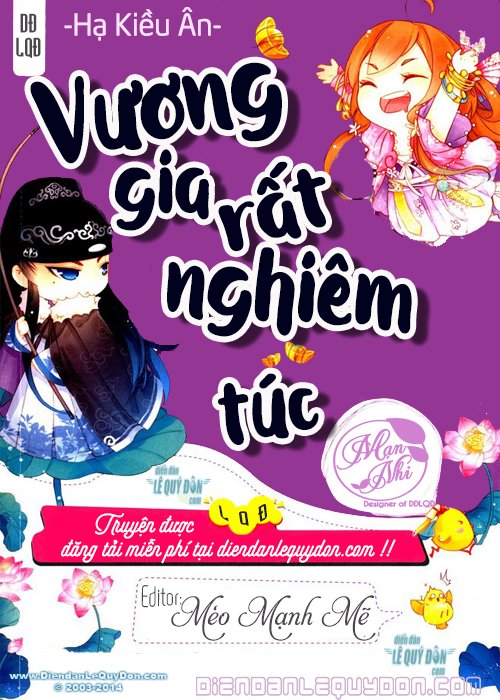 DĐ
LQĐ
-Hạ Kiều Ân-
Vương
gia
rất
nghiêm
túc
Man
Nhi
Designer of DDLQD
diễn đàn
LÊ QUÝ ĐÔN
.com
LQĐ
Truyện được
đăng tải miễn phí tại diendanlequydon.com !!
Editor:
Mèo Mạnh Mẽ
diễn đàn
LÊ QUÝ ĐÔN
.com
www.DiendanLeQuyDon.com
© 2003-2014
DIENDANLEQUYDON.COM